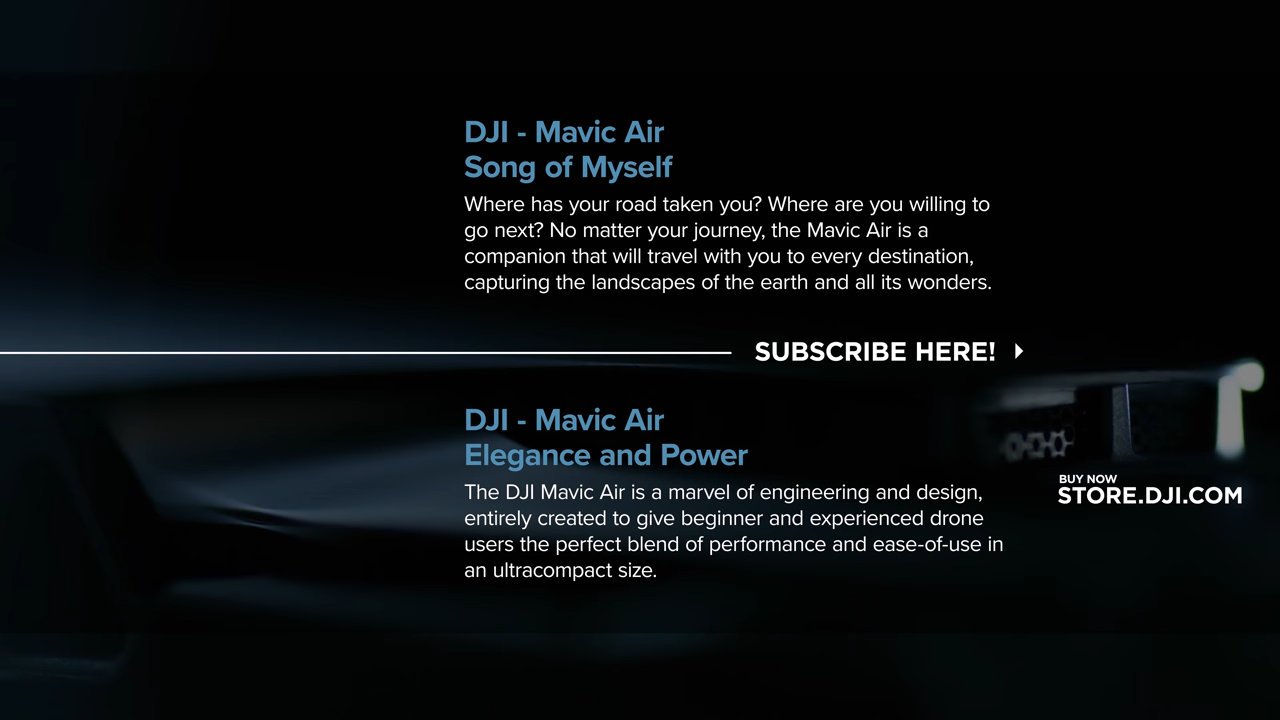 DJI - Mavic Air
Song of Myself
Where has your road taken you? Where are you willing to
go next? No matter your journey, the Mavic Air is a
companion that will travel with you to every destination,
capturing the landscapes of the earth and all its wonders.
SUBSCRIBE HERE!
DJI - Mavic Air
Elegance and Power
The DJI Mavic Air is a marvel of engineering and design,
entirely created to give beginner and experienced drone
users the perfect blend of performance and ease-of-use in
an ultracompact size.
BUY NOW
STORE.DJI.COM